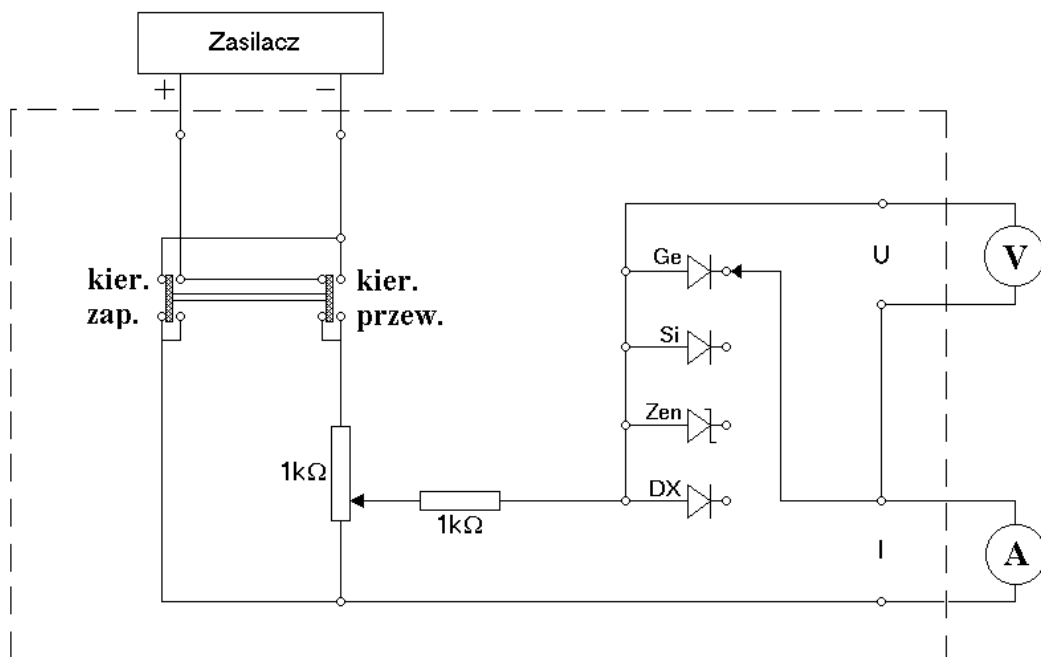 Zasilacz
+ −
kier.
zap.
kier.
przew.
Ge
Si
Zen
DX
1kΩ
1kΩ
U
V
I
A